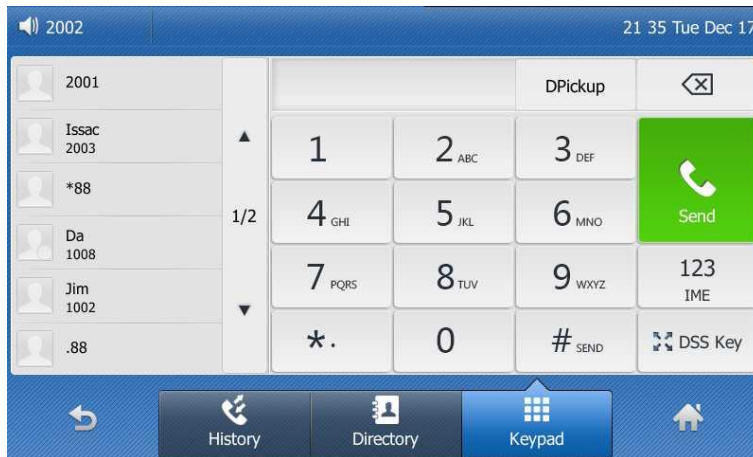 2002
21 35 Tue Dec 17
2001
Issac
2003
*88
Da
1008
Jim
1002
.88
1/2
DPickup
1
2 ABC
3 DEF
Send
4 GHI
5 JKL
6 MNO
7 PQRS
8 TUV
9 WXYZ
123
IME
*.
0
# SEND
DSS Key
History
Directory
Keypad